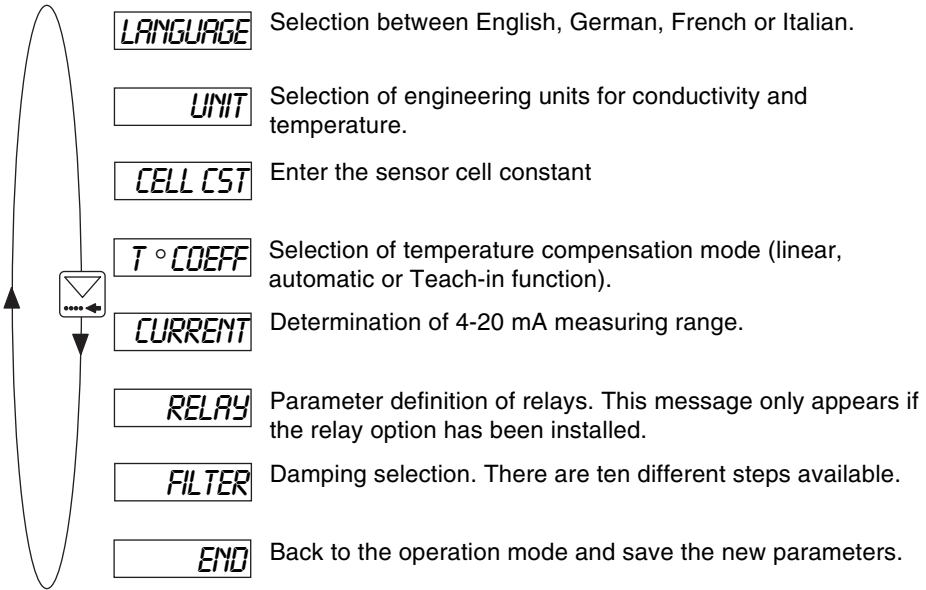 LANGUAGE Selection between English, German, French or Italian.
UNIT Selection of engineering units for conductivity and
temperature.
CELL CST Enter the sensor cell constant
T °COEFF Selection of temperature compensation mode (linear,
automatic or Teach-in function).
CURRENT Determination of 4-20 mA measuring range.
RELAY Parameter definition of relays. This message only appears if
the relay option has been installed.
FILTER Damping selection. There are ten different steps available.
END Back to the operation mode and save the new parameters.